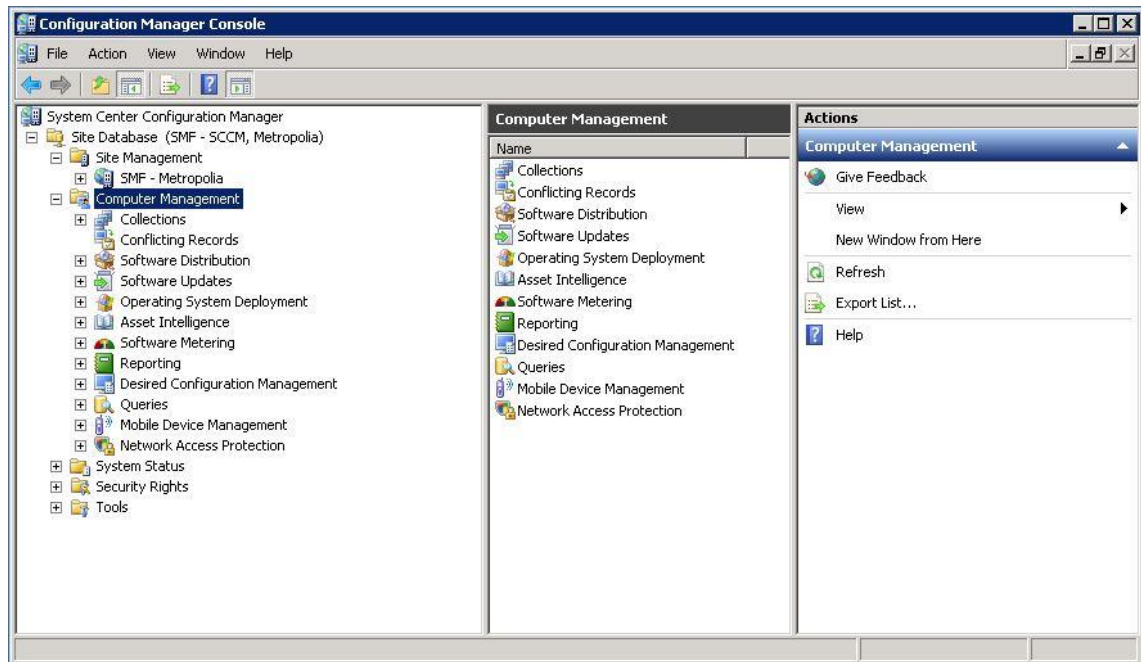 Configuration Manager Console
File Action View Window Help
System Center Configuration Manager
Site Database (SMF - SCCM, Metropolia)
Site Management
SMF - Metropolia
Computer Management
Collections
Conflicting Records
Software Distribution
Software Updates
Operating System Deployment
Asset Intelligence
Software Metering
Reporting
Desired Configuration Management
Queries
Mobile Device Management
Network Access Protection
System Status
Security Rights
Tools
Computer Management
Name
Collections
Conflicting Records
Software Distribution
Software Updates
Operating System Deployment
Asset Intelligence
Software Metering
Reporting
Desired Configuration Management
Queries
Mobile Device Management
Network Access Protection
Actions
Computer Management
Give Feedback
View
New Window from Here
Refresh
Export List...
Help